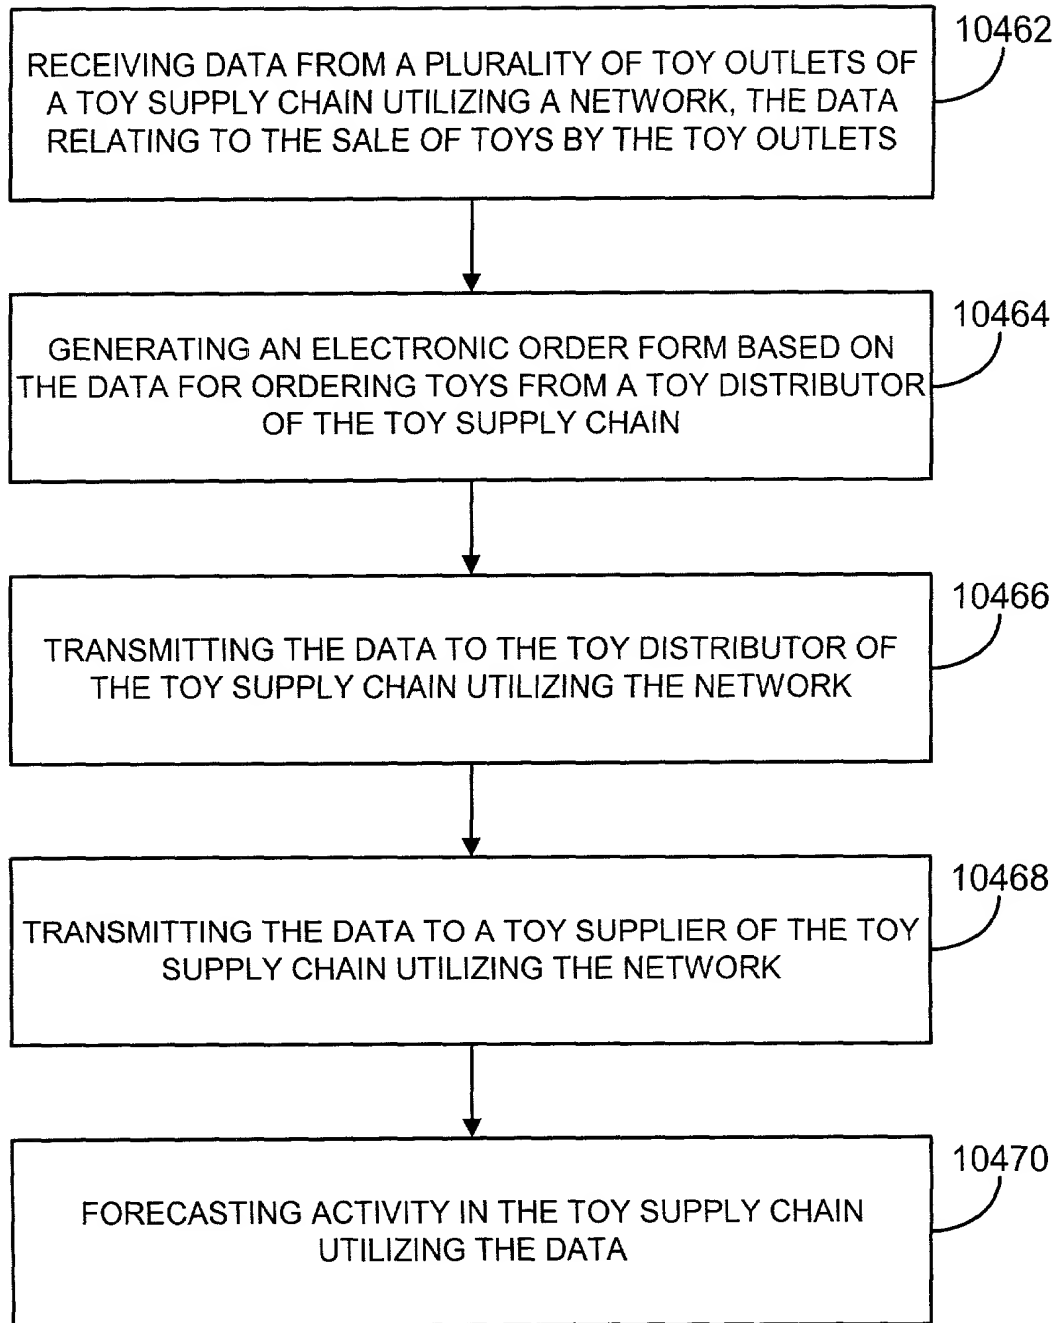 10462
RECEIVING DATA FROM A PLURALITY OF TOY OUTLETS OF
A TOY SUPPLY CHAIN UTILIZING A NETWORK, THE DATA
RELATING TO THE SALE OF TOYS BY THE TOY OUTLETS
10464
GENERATING AN ELECTRONIC ORDER FORM BASED ON
THE DATA FOR ORDERING TOYS FROM A TOY DISTRIBUTOR
OF THE TOY SUPPLY CHAIN
10466
TRANSMITTING THE DATA TO THE TOY DISTRIBUTOR OF
THE TOY SUPPLY CHAIN UTILIZING THE NETWORK
10468
TRANSMITTING THE DATA TO A TOY SUPPLIER OF THE TOY
SUPPLY CHAIN UTILIZING THE NETWORK
10470
FORECASTING ACTIVITY IN THE TOY SUPPLY CHAIN
UTILIZING THE DATA